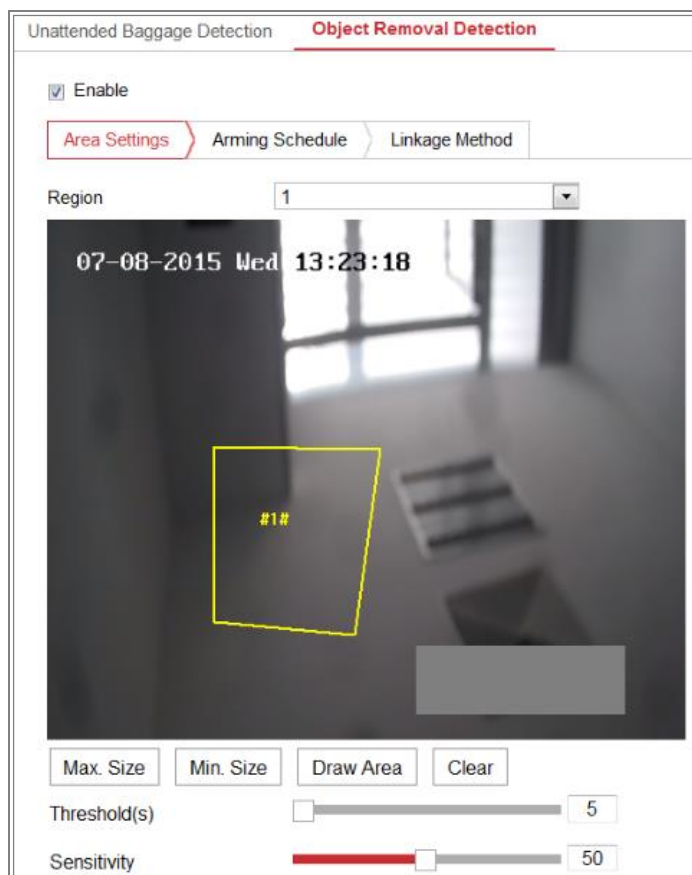 Unattended Baggage Detection Object Removal Detection
Enable
Area Settings Arming Schedule Linkage Method
Region 1
07-08-2015 Wed 13:23:18
#1#
Max. Size Min. Size Draw Area Clear
Threshold(s) 5
Sensitivity 50